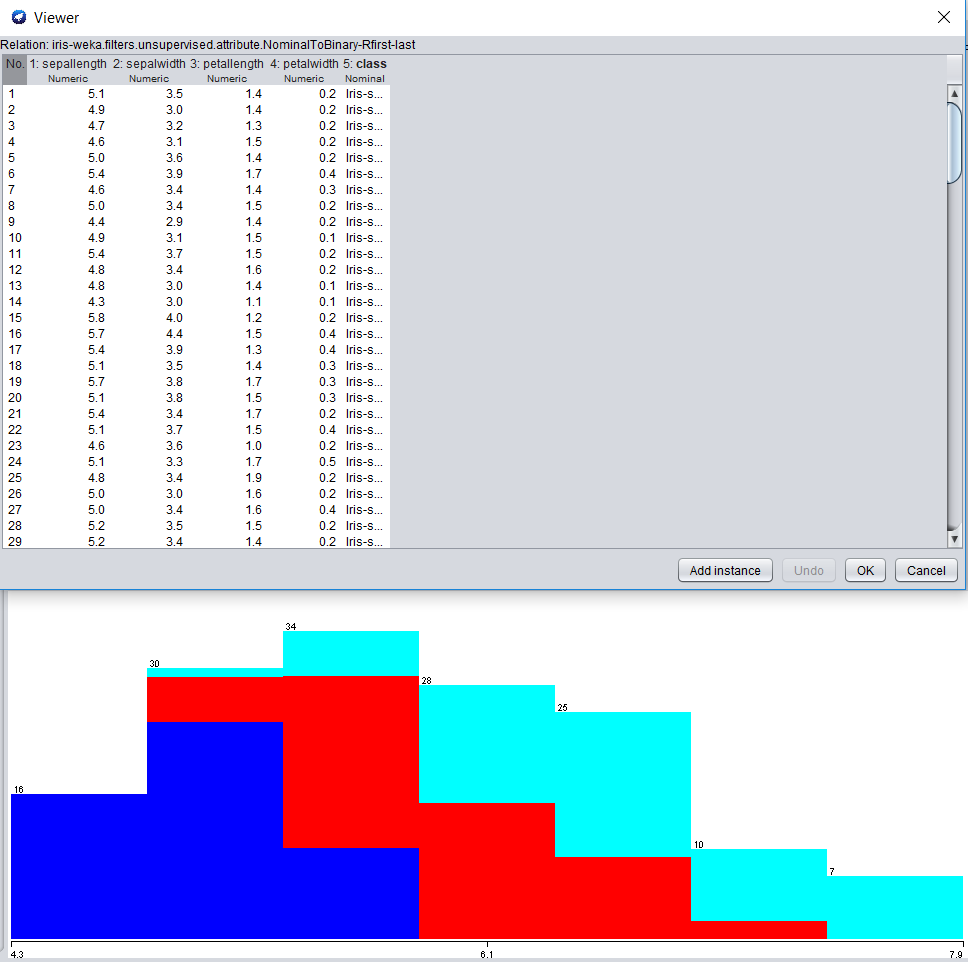 Viewer
Relation: iris-weka.filters.unsupervised.attribute.NominalToBinary-Rfirst-last
No. 1: sepallength 2: sepalwidth 3: petallength 4: petalwidth 5: class
Numeric Numeric Numeric Numeric Nominal
1 5.1 3.5 1.4 0.2 Iris-s...
2 4.9 3.0 1.4 0.2 Iris-s...
3 4.7 3.2 1.3 0.2 Iris-s...
4 4.6 3.1 1.5 0.2 Iris-s...
5 5.0 3.6 1.4 0.2 Iris-s...
6 5.4 3.9 1.7 0.4 Iris-s...
7 4.6 3.4 1.4 0.3 Iris-s...
8 5.0 3.4 1.5 0.2 Iris-s...
9 4.4 2.9 1.4 0.2 Iris-s...
10 4.9 3.1 1.5 0.1 Iris-s...
11 5.4 3.7 1.5 0.2 Iris-s...
12 4.8 3.4 1.6 0.2 Iris-s...
13 4.8 3.0 1.4 0.1 Iris-s...
14 4.3 3.0 1.1 0.1 Iris-s...
15 5.8 4.0 1.2 0.2 Iris-s...
16 5.7 4.4 1.5 0.4 Iris-s...
17 5.4 3.9 1.3 0.4 Iris-s...
18 5.1 3.5 1.4 0.3 Iris-s...
19 5.7 3.8 1.7 0.3 Iris-s...
20 5.1 3.8 1.5 0.3 Iris-s...
21 5.4 3.4 1.7 0.2 Iris-s...
22 5.1 3.7 1.5 0.4 Iris-s...
23 4.6 3.6 1.0 0.2 Iris-s...
24 5.1 3.3 1.7 0.5 Iris-s...
25 4.8 3.4 1.9 0.2 Iris-s...
26 5.0 3.0 1.6 0.2 Iris-s...
27 5.0 3.4 1.6 0.4 Iris-s...
28 5.2 3.5 1.5 0.2 Iris-s...
29 5.2 3.4 1.4 0.2 Iris-s...
Add instance Undo OK Cancel
34
30
28
25
16
10
7
4.3 6.1 7.9